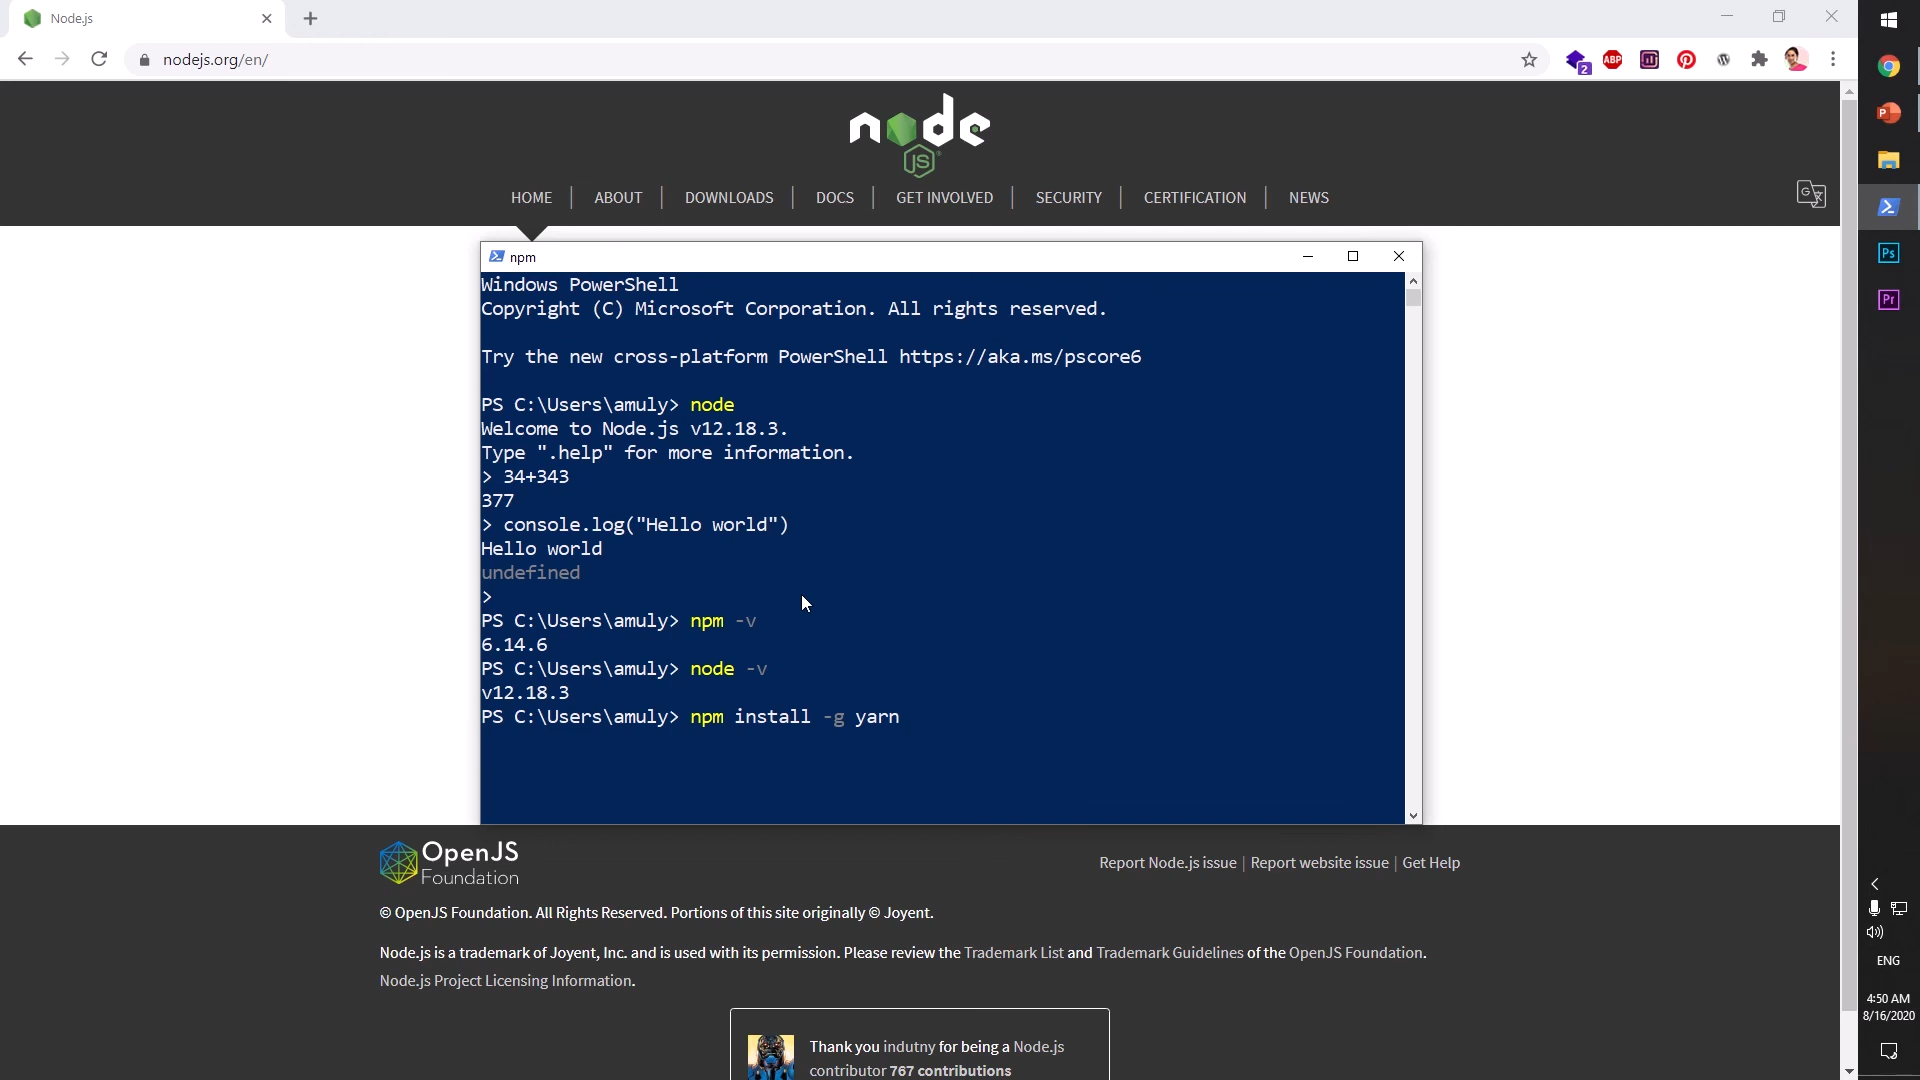 Node.js
nodejs.org/en/
2
ABP
node
JS
HOME
ABOUT
DOWNLOADS
DOCS
GET INVOLVED
SECURITY
CERTIFICATION
NEWS
npm
Windows PowerShell
Copyright (C) Microsoft Corporation. All rights reserved.
Try the new cross-platform PowerShell https://aka.ms/pscore6
PS C:\Users\amuly> node
Welcome to Node.js v12.18.3.
Type ".help" for more information.
> 34+343
377
> console.log("Hello world")
Hello world
undefined
>
PS C:\Users\amuly> npm -v
6.14.6
PS C:\Users\amuly> node -v
v12.18.3
PS C:\Users\amuly> npm install -g yarn
OpenJS
Foundation
Report Node.js issue | Report website issue | Get Help
© OpenJS Foundation. All Rights Reserved. Portions of this site originally © Joyent.
Node.js is a trademark of Joyent, Inc. and is used with its permission. Please review the Trademark List and Trademark Guidelines of the OpenJS Foundation.
Node.js Project Licensing Information.
Thank you indutny for being a Node.js
contributor 767 contributions
P
Ps
Pr
ENG
4:50 AM
8/16/2020